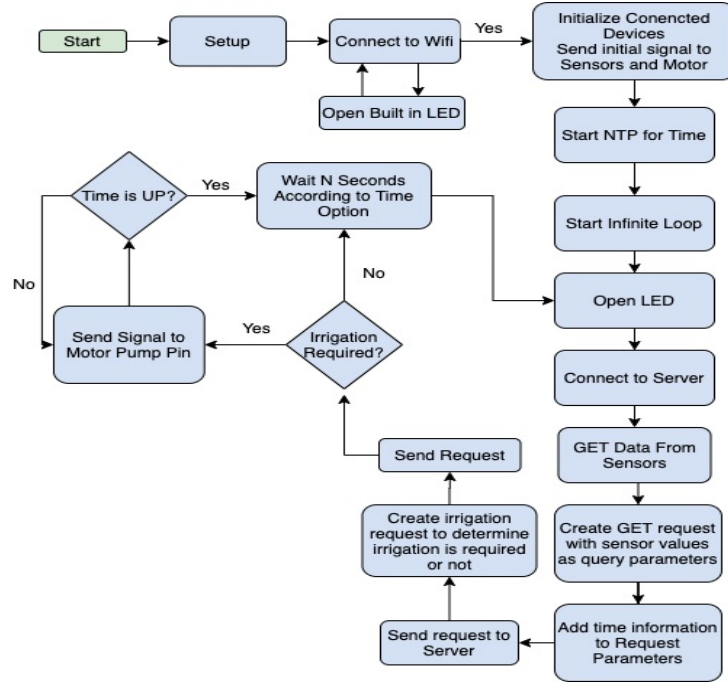 Start
Setup
Connect to Wifi
Yes
Initialize Conencted
Devices
Send initial signal to
Sensors and Motor
Open Built in LED
Start NTP for Time
Time is UP?
Yes
Wait N Seconds
According to Time
Option
Start Infinite Loop
No
No
Open LED
Send Signal to
Motor Pump Pin
Yes
Irrigation
Required?
Connect to Server
Send Request
GET Data From
Sensors
Create irrigation
request to determine
irrigation is required
or not
Create GET request
with sensor values
as query parameters
Send request to
Server
Add time information
to Request
Parameters